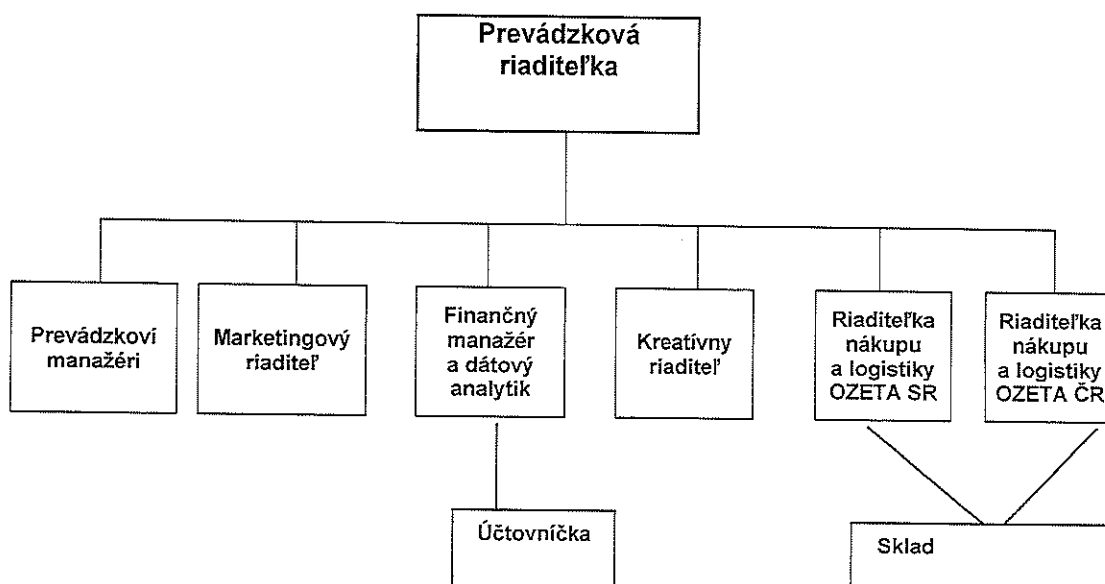 Prevádzková
riaditeľka
Prevádzkoví
manažéri
Marketingový
riaditeľ
Finančný
manažér
a dátový
analytik
Kreatívny
riaditeľ
Riaditeľka
nákupu
a logistiky
OZETA SR
Riaditeľka
nákupu
a logistiky
OZETA ČR
Účtovníčka
Sklad